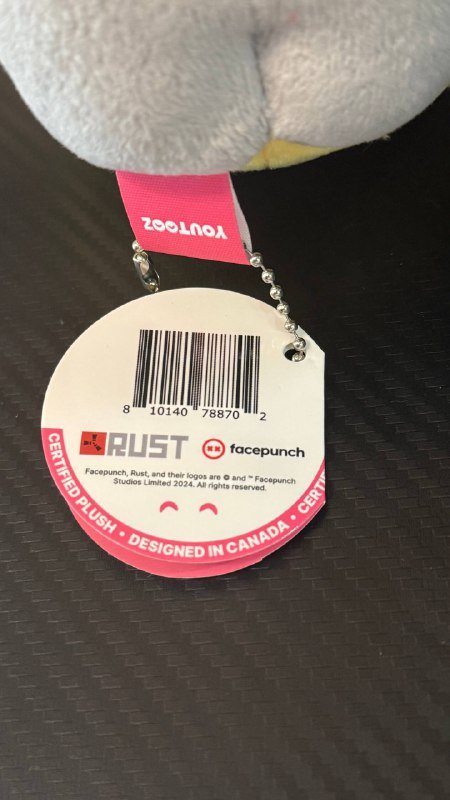 YOUTOOZ
8 10140 78870 2
RUST facepunch
Facepunch, Rust, and their logos are © and ™ Facepunch
Studios Limited 2024. All rights reserved.
CERTIFIED PLUSH • DESIGNED IN CANADA • CERTI